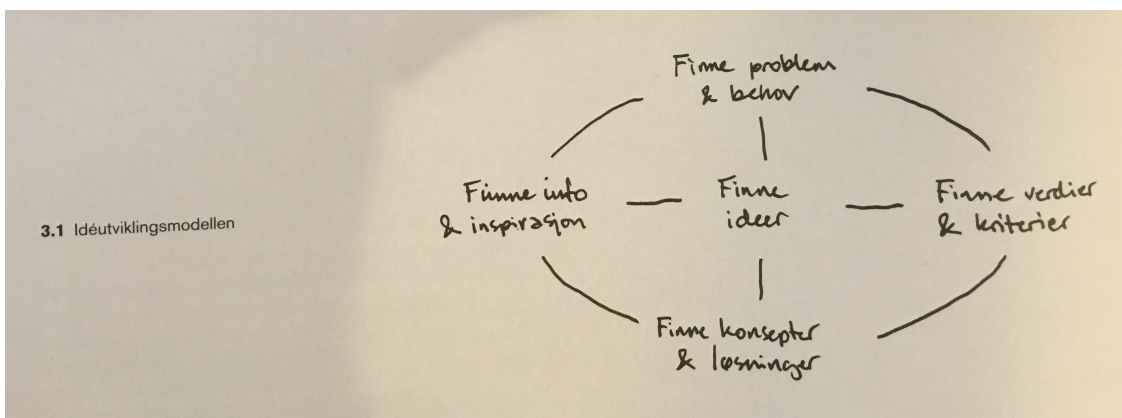 Finne problem
& behov
Finne info
& inspirasjon
Finne
ideer
Finne verdier
& kriterier
3.1 Idéutviklingsmodellen
Finne konsepter
& løsninger